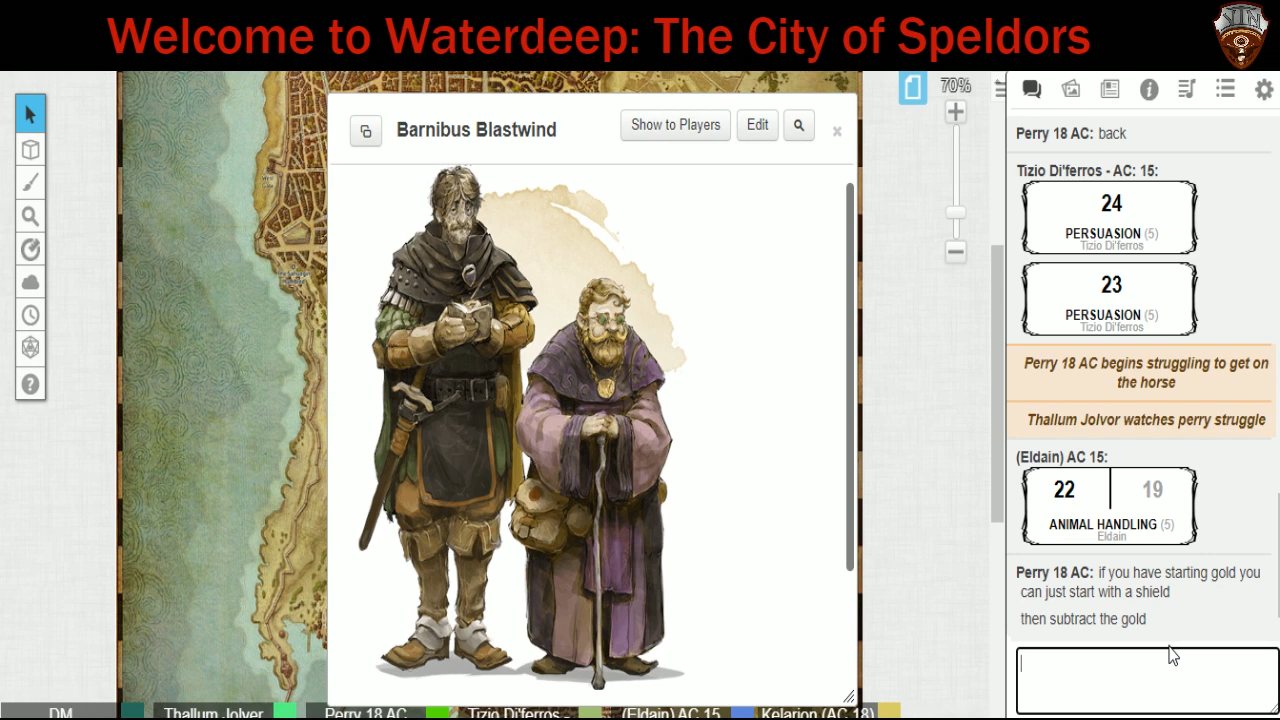 Welcome to Waterdeep: The City of Speldors
70%
Barnibus Blastwind
Show to Players
Edit
Perry 18 AC: back
Tizio Di'ferros - AC: 15:
24
PERSUASION (5)
Tizio Di'ferros
23
PERSUASION (5)
Tizio Di'ferros
Perry 18 AC begins struggling to get on
the horse
Thallum Jolvor watches perry struggle
(Eldain) AC 15:
22 19
ANIMAL HANDLING (5)
Eldain
Perry 18 AC: if you have starting gold you
can just start with a shield
then subtract the gold
DM
Thallum Jolver
Perry 18 AC
Tizio Di'ferros -
(Eldain) AC 15
Kelarion (AC 18)